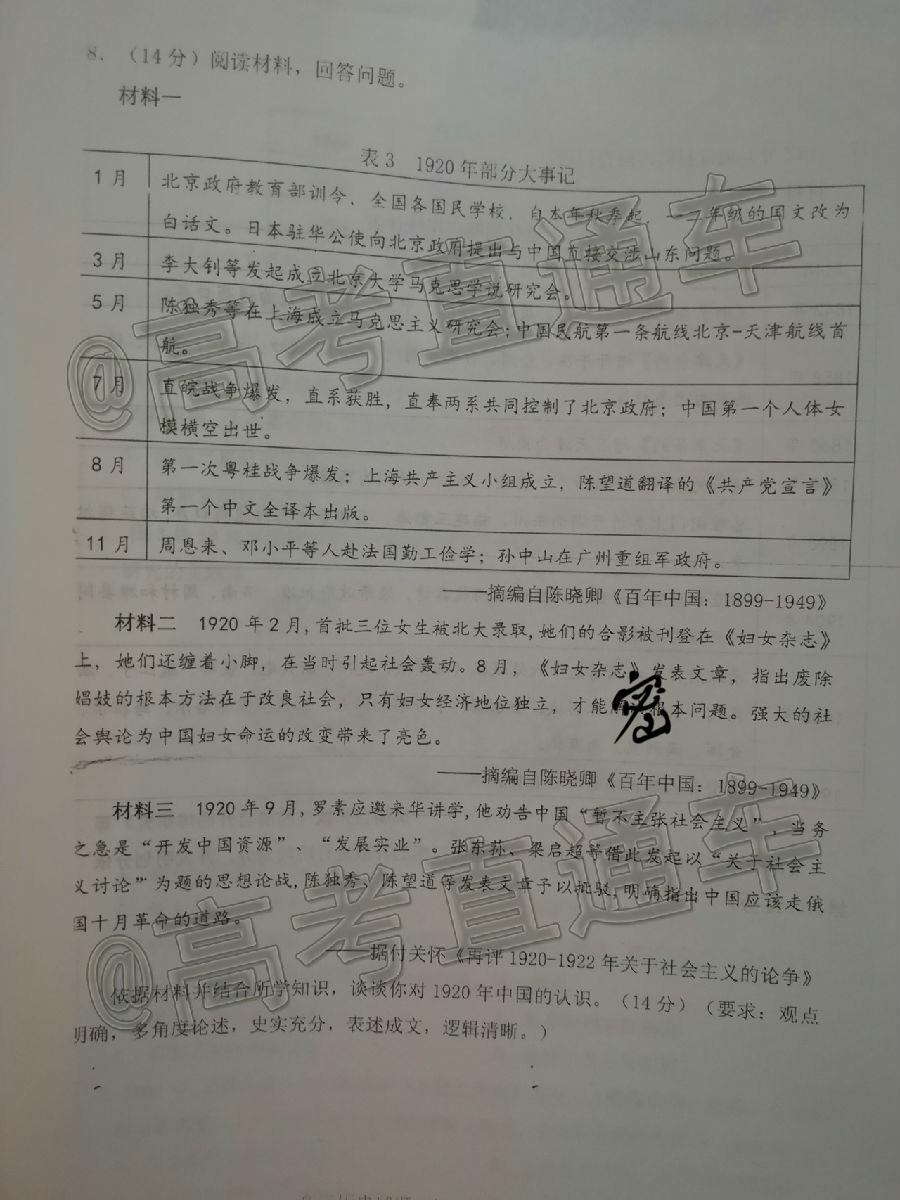 8. （14分）阅读材料，回答问题。
材料一
表3 1920年部分大事记
1月 北京政府教育部训令、全国各国民学校，自本年秋季起，一二年级的国文改为
白话文。日本驻华公使向北京政府提出与中国直接交涉山东问题。
3月 李大钊等发起成立北京大学马克思学说研究会。
5月 陈独秀等在上海成立马克思主义研究会；中国民航第一条航线北京-天津航线首
航。
7月 直皖战争爆发，直系获胜，直奉两系共同控制了北京政府；中国第一个人体女
模横空出世。
8月 第一次粤桂战争爆发；上海共产主义小组成立，陈望道翻译的《共产党宣言》
第一个中文全译本出版。
11月 周恩来、邓小平等人赴法国勤工俭学；孙中山在广州重组军政府。
——摘编自陈晓卿《百年中国：1899-1949》
材料二 1920年2月，首批三位女生被北大录取，她们的合影被刊登在《妇女杂志》
上，她们还缠着小脚，在当时引起社会轰动。8月，《妇女杂志》发表文章，指出废除
娼妓的根本方法在于改良社会，只有妇女经济地位独立，才能 根本问题。强大的社
会舆论为中国妇女命运的改变带来了亮色。
——摘编自陈晓卿《百年中国：1899-1949》
材料三 1920年9月，罗素应邀来华讲学，他劝告中国“暂不主张社会主义”，当务
之急是“开发中国资源”、“发展实业”。张东荪、梁启超等借此发起以“关于社会主
义讨论”为题的思想论战，陈独秀、陈望道等发表文章予以批驳，明确指出中国应该走俄
国十月革命的道路。
——据付关怀《再评1920-1922年关于社会主义的论争》
依据材料并结合所学知识，谈谈你对1920年中国的认识。（14分）（要求：观点
明确，多角度论述，史实充分，表述成文，逻辑清晰。）
@高考直通车
@高考直通车